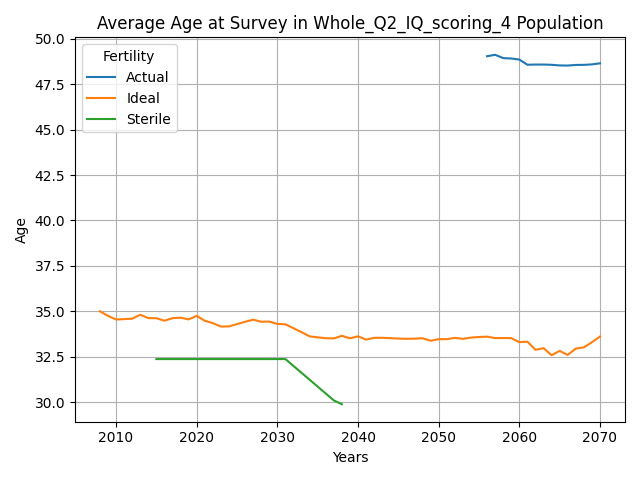 Average Age at Survey in Whole_Q2_IQ_scoring_4 Population
Fertility
Actual
Ideal
Sterile
50.0
47.5
45.0
42.5
40.0
37.5
35.0
32.5
30.0
Age
2010 2020 2030 2040 2050 2060 2070
Years